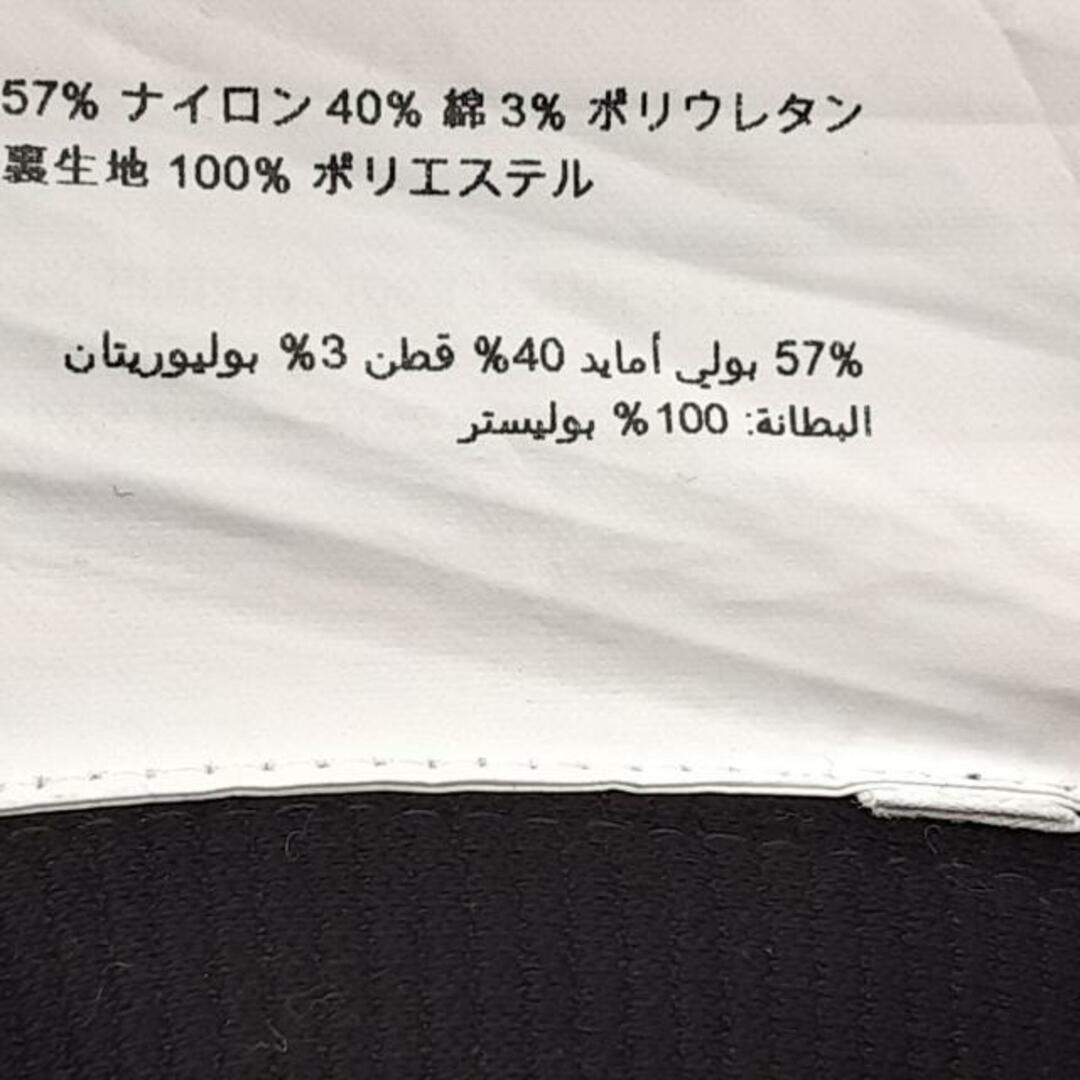 57% ナイロン 40% 綿 3% ポリウレタン
裏生地 100% ポリエステル
57% بولي أمايد 40% قطن 3% بوليوريتان
البطانة: 100% بوليستر